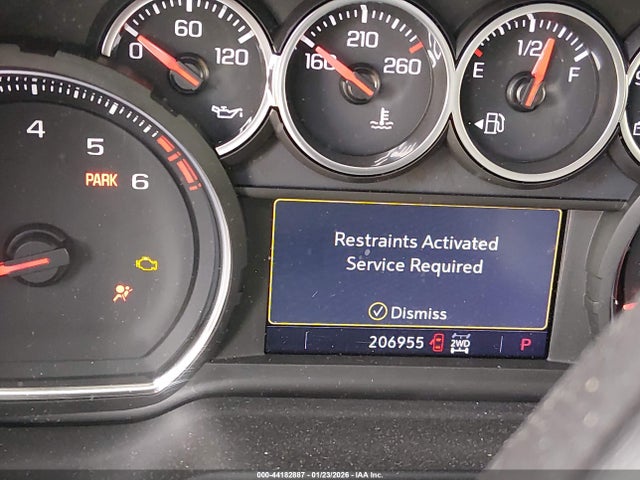 0 60 120
160 210 260
E 1/2 F
4 5 6
PARK
Restraints Activated
Service Required
Dismiss
206955 2WD P
000-44182887 - 01/23/2026 - IAA Inc.